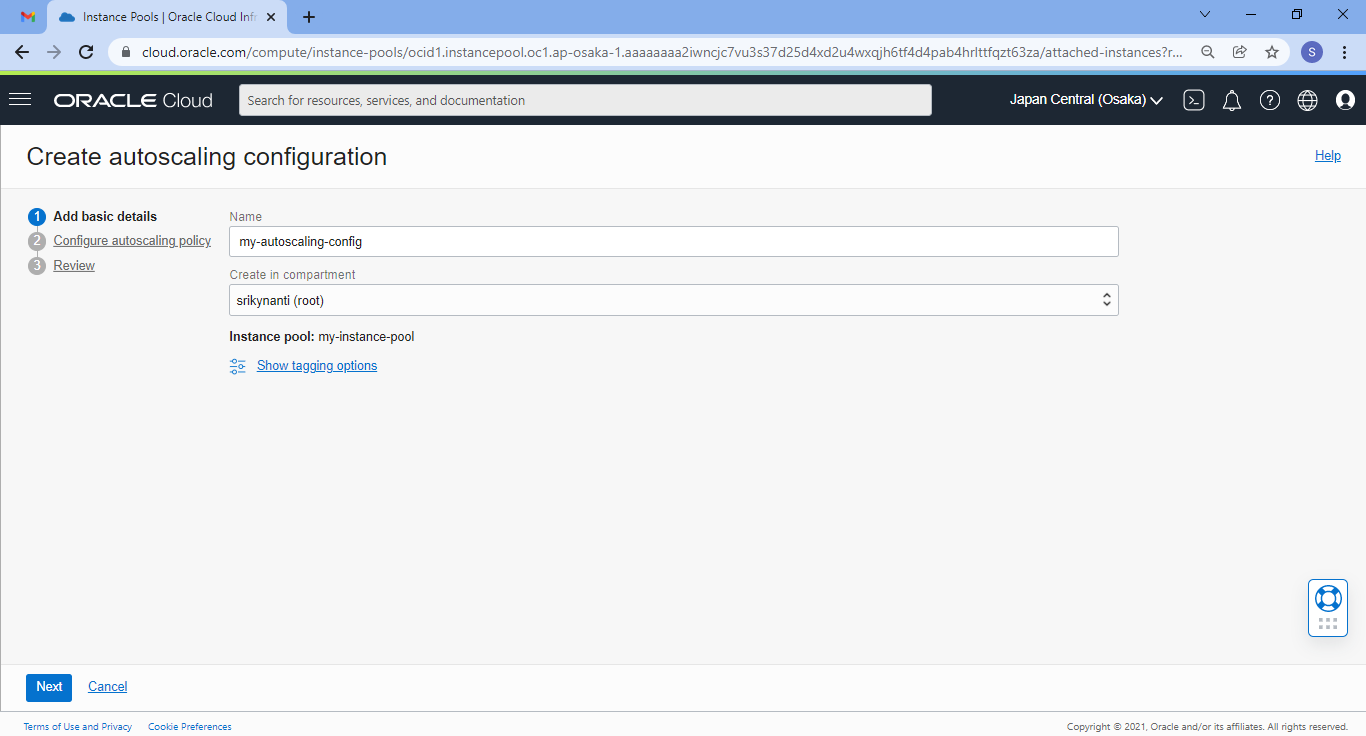 Instance Pools | Oracle Cloud Infr
cloud.oracle.com/compute/instance-pools/ocid1.instancepool.oc1.ap-osaka-1.aaaaaaaa2iwncjc7vu3s37d25d4xd2u4wxqjh6tf4d4pab4hrlttfqzt63za/attached-instances?r...
S
ORACLE Cloud
Search for resources, services, and documentation
Japan Central (Osaka)
Create autoscaling configuration
Help
1 Add basic details
2 Configure autoscaling policy
3 Review
Name
my-autoscaling-config
Create in compartment
srikynanti (root)
Instance pool: my-instance-pool
Show tagging options
Next
Cancel
Terms of Use and Privacy
Cookie Preferences
Copyright © 2021, Oracle and/or its affiliates. All rights reserved.